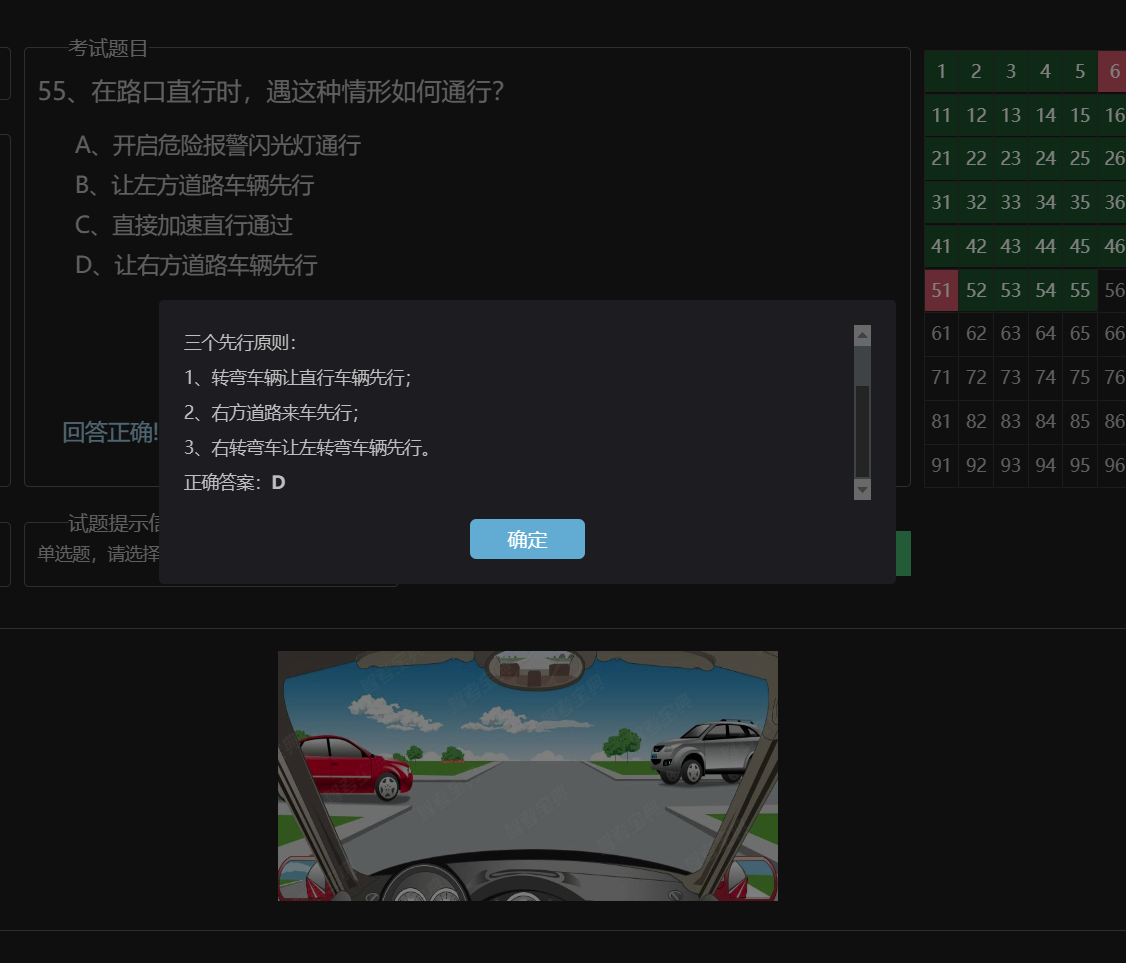 考试题目
55、在路口直行时，遇这种情形如何通行？
A、开启危险报警闪光灯通行
B、让左方道路车辆先行
C、直接加速直行通过
D、让右方道路车辆先行
三个先行原则：
1、转弯车辆让直行车辆先行；
2、右方道路来车先行；
3、右转弯车让左转弯车辆先行。
正确答案：D
确定
回答正确!
试题提示信
单选题，请选择
1 2 3 4 5 6
11 12 13 14 15 16
21 22 23 24 25 26
31 32 33 34 35 36
41 42 43 44 45 46
51 52 53 54 55 56
61 62 63 64 65 66
71 72 73 74 75 76
81 82 83 84 85 86
91 92 93 94 95 96